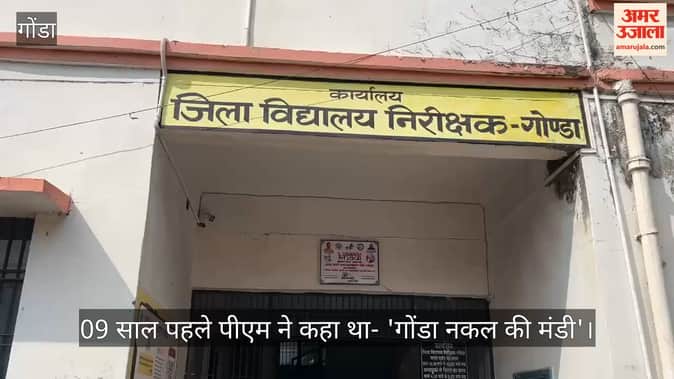 गोंडा
अमर
उजाला
amarujala.com
कार्यालय
जिला विद्यालय निरीक्षक-गोण्डा
09 साल पहले पीएम ने कहा था- 'गोंडा नकल की मंडी'।